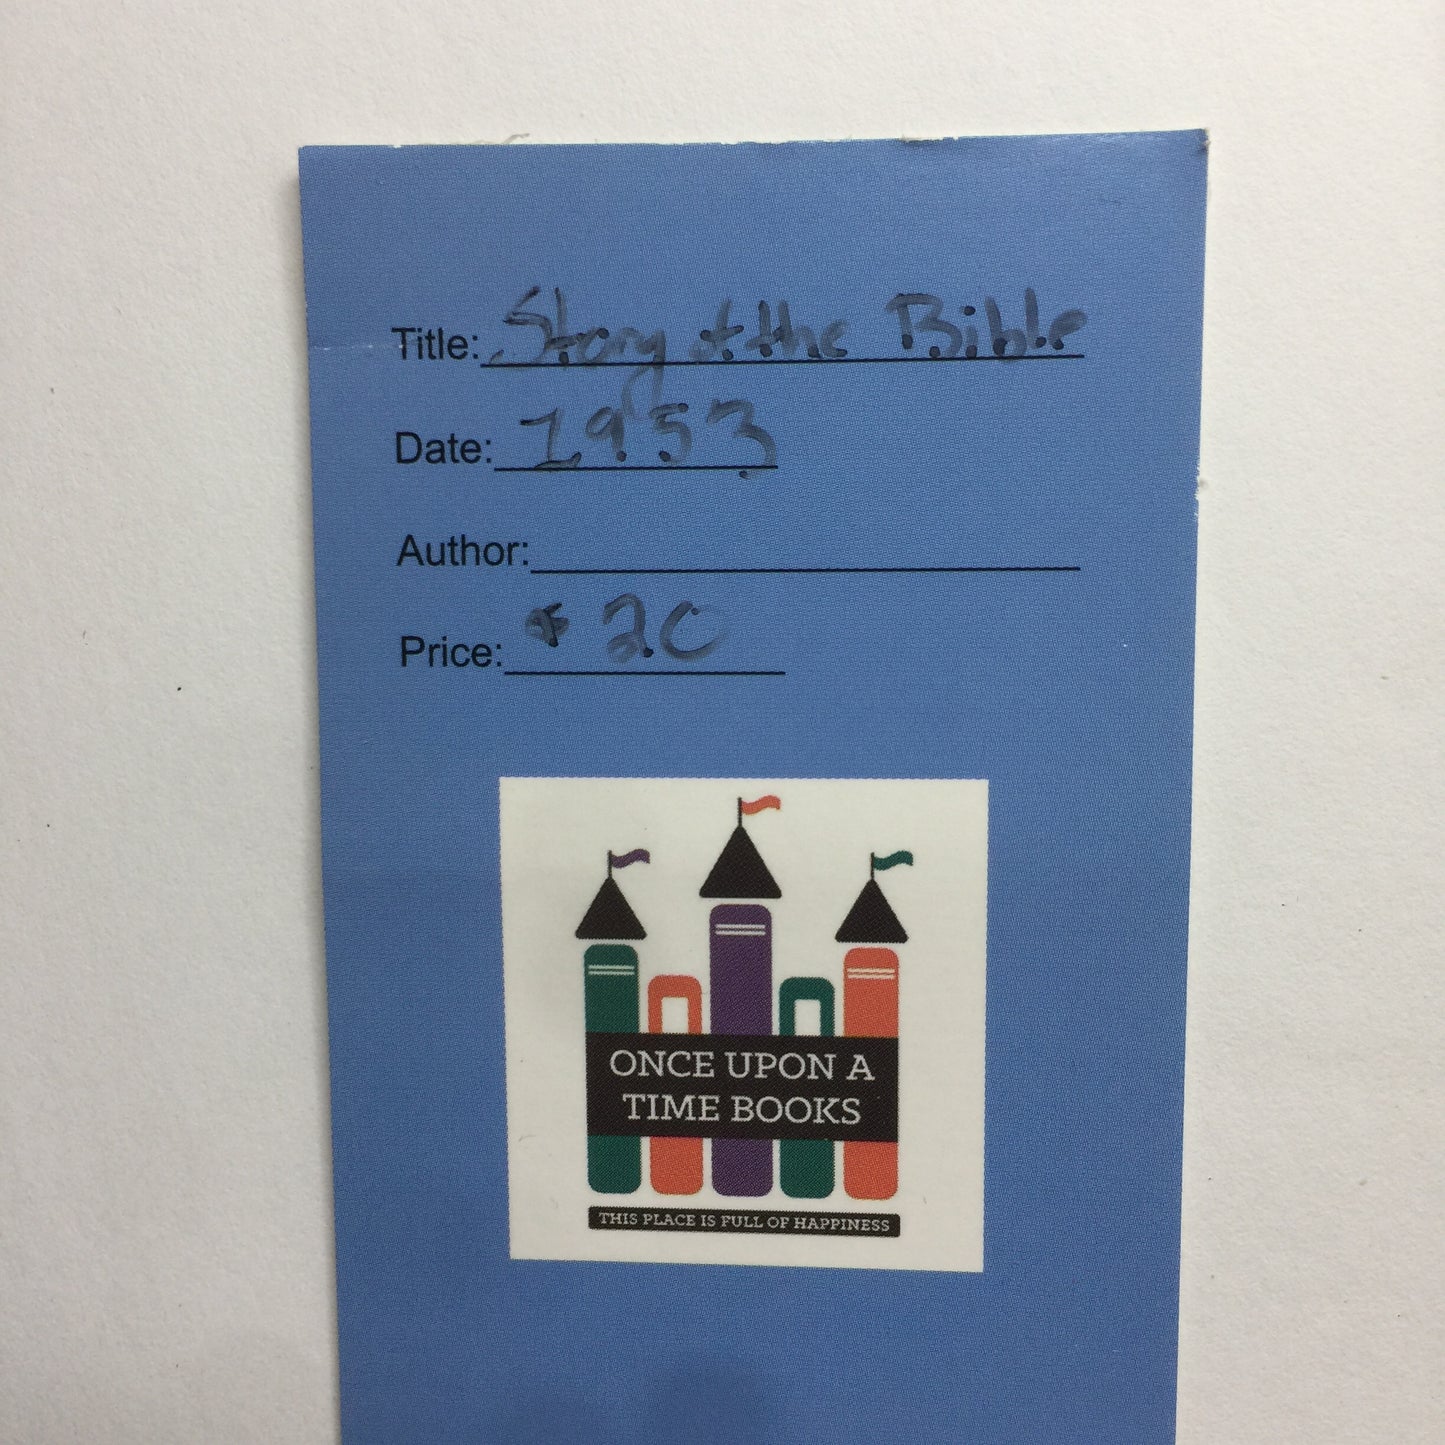 Title: Story of the Bible
Date: 1953
Author:
Price: $20
ONCE UPON A
TIME BOOKS
THIS PLACE IS FULL OF HAPPINESS